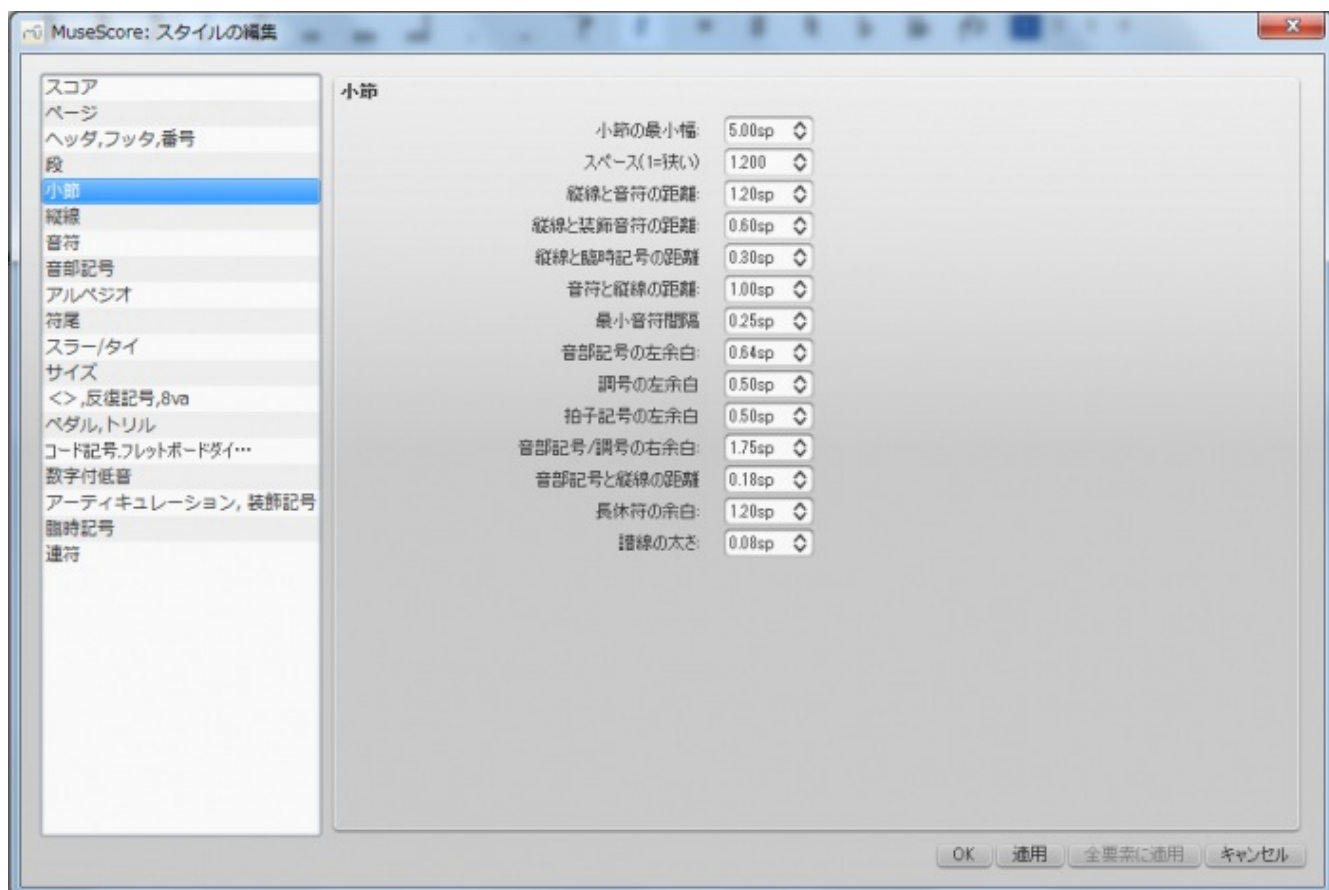 MuseScore: スタイルの編集
スコア
ページ
ヘッダ,フッタ,番号
段
小節
縦線
音符
音部記号
アルペジオ
符尾
スラー/タイ
サイズ
<> ,反復記号,8va
ペダル,トリル
コード記号,フレットボードダイ…
数字付低音
アーティキュレーション, 装飾記号
臨時記号
連符
小節
小節の最小幅: 5.00sp
スペース(1=狭い) 1.200
縦線と音符の距離: 1.20sp
縦線と装飾音符の距離: 0.60sp
縦線と臨時記号の距離 0.30sp
音符と縦線の距離: 1.00sp
最小音符間隔 0.25sp
音部記号の左余白: 0.64sp
調号の左余白 0.50sp
拍子記号の左余白 0.50sp
音部記号/調号の右余白: 1.75sp
音部記号と縦線の距離 0.18sp
長休符の余白: 1.20sp
譜線の太さ: 0.08sp
OK 適用 全要素に適用 キャンセル